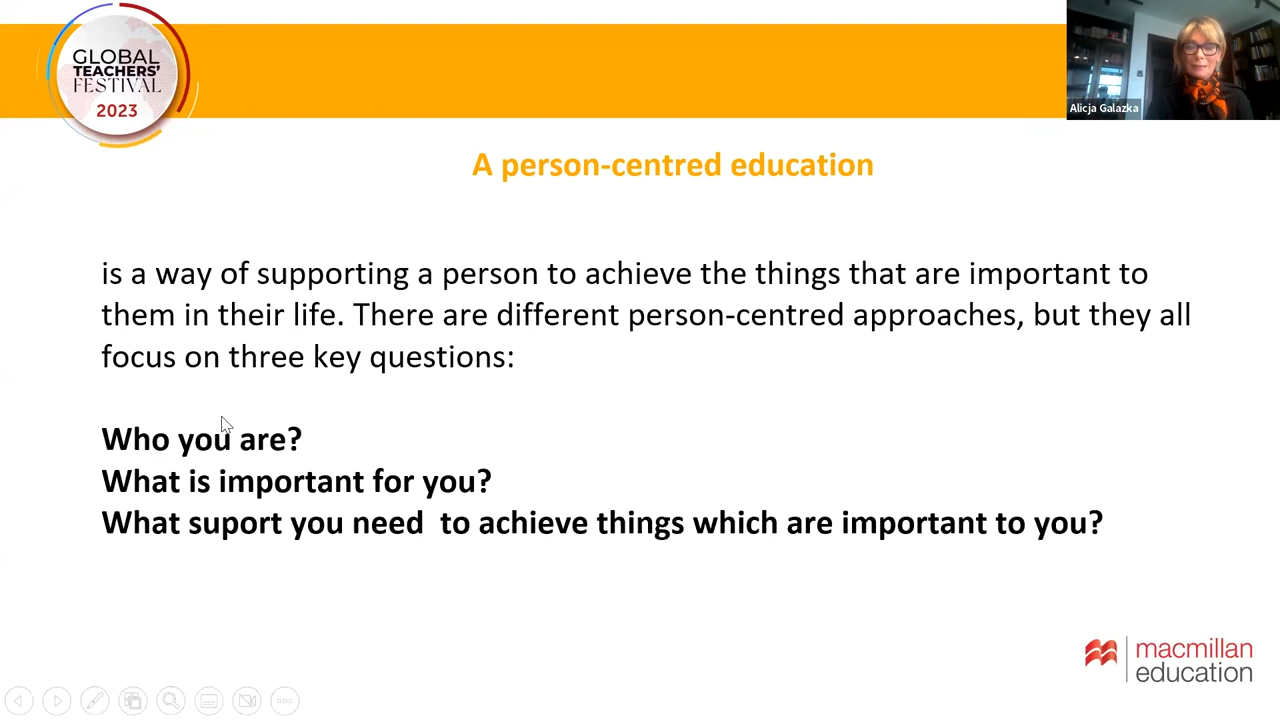 GLOBAL
TEACHERS'
FESTIVAL
2023
Alicja Galazka
A person-centred education
is a way of supporting a person to achieve the things that are important to
them in their life. There are different person-centred approaches, but they all
focus on three key questions:
Who you are?
What is important for you?
What suport you need  to achieve things which are important to you?
macmillan
education